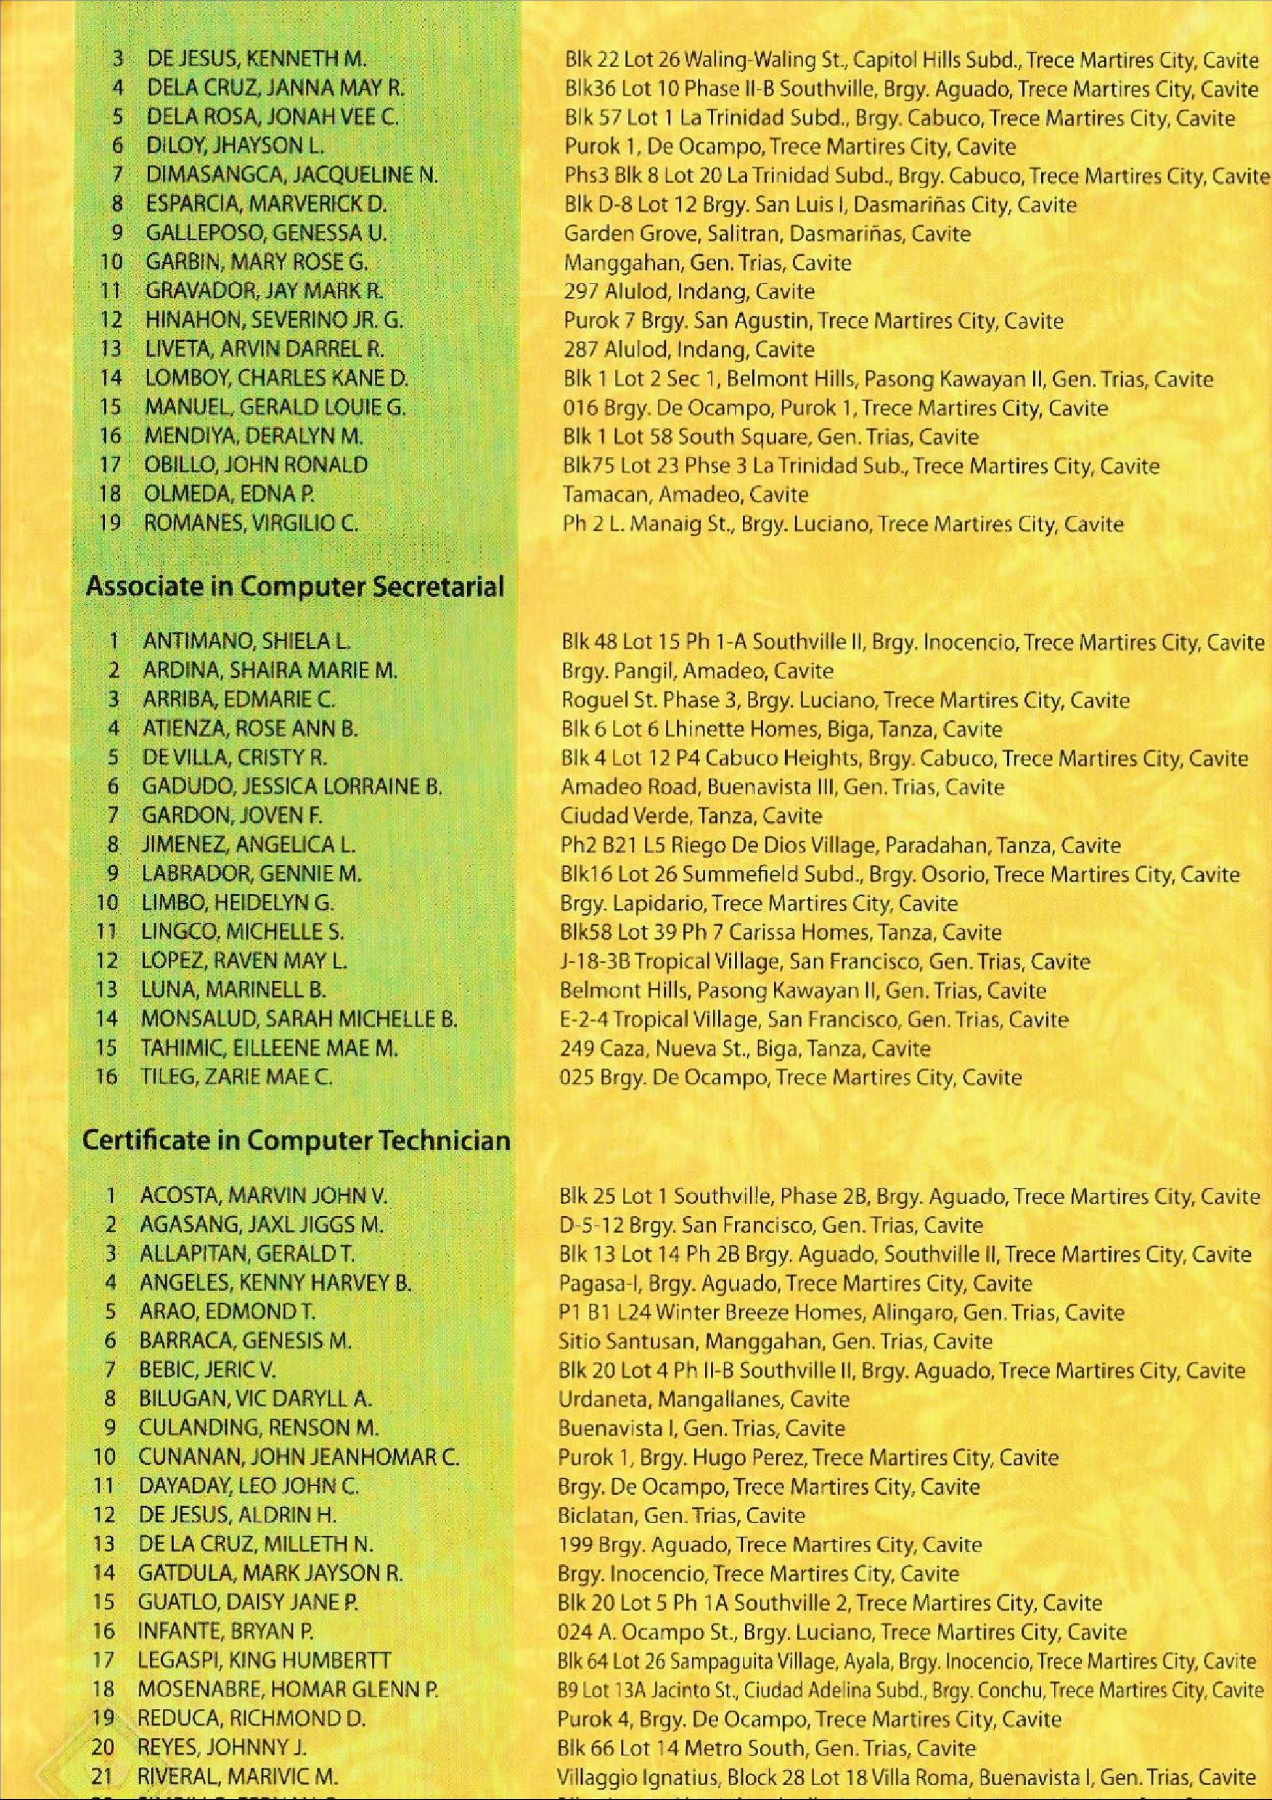 3 DE JESUS, KENNETH M. Blk 22 Lot 26 Waling-Waling St., Capitol Hills Subd., Trece Martires City, Cavite
4 DELA CRUZ, JANNA MAY R. Blk36 Lot 10 Phase II-B Southville, Brgy. Aguado, Trece Martires City, Cavite
5 DELA ROSA, JONAH VEE C. Blk 57 Lot 1 La Trinidad Subd., Brgy. Cabuco, Trece Martires City, Cavite
6 DILOY, JHAYSON L. Purok 1, De Ocampo, Trece Martires City, Cavite
7 DIMASANGCA, JACQUELINE N. Phs3 Blk 8 Lot 20 La Trinidad Subd., Brgy. Cabuco, Trece Martires City, Cavite
8 ESPARCIA, MARVERICK D. Blk D-8 Lot 12 Brgy. San Luis I, Dasmariñas City, Cavite
9 GALLEPOSO, GENESSA U. Garden Grove, Salitran, Dasmariñas, Cavite
10 GARBIN, MARY ROSE G. Manggahan, Gen. Trias, Cavite
11 GRAVADOR, JAY MARK R. 297 Alulod, Indang, Cavite
12 HINAHON, SEVERINO JR. G. Purok 7 Brgy. San Agustin, Trece Martires City, Cavite
13 LIVETA, ARVIN DARREL R. 287 Alulod, Indang, Cavite
14 LOMBOY, CHARLES KANE D. Blk 1 Lot 2 Sec 1, Belmont Hills, Pasong Kawayan II, Gen. Trias, Cavite
15 MANUEL, GERALD LOUIE G. 016 Brgy. De Ocampo, Purok 1, Trece Martires City, Cavite
16 MENDIYA, DERALYN M. Blk 1 Lot 58 South Square, Gen. Trias, Cavite
17 OBILLO, JOHN RONALD Blk75 Lot 23 Phse 3 La Trinidad Sub., Trece Martires City, Cavite
18 OLMEDA, EDNA P. Tamacan, Amadeo, Cavite
19 ROMANES, VIRGILIO C. Ph 2 L. Manaig St., Brgy. Luciano, Trece Martires City, Cavite
Associate in Computer Secretarial
1 ANTIMANO, SHIELA L. Blk 48 Lot 15 Ph 1-A Southville II, Brgy. Inocencio, Trece Martires City, Cavite
2 ARDINA, SHAIRA MARIE M. Brgy. Pangil, Amadeo, Cavite
3 ARRIBA, EDMARIE C. Roguel St. Phase 3, Brgy. Luciano, Trece Martires City, Cavite
4 ATIENZA, ROSE ANN B. Blk 6 Lot 6 Lhinette Homes, Biga, Tanza, Cavite
5 DE VILLA, CRISTY R. Blk 4 Lot 12 P4 Cabuco Heights, Brgy. Cabuco, Trece Martires City, Cavite
6 GADUDO, JESSICA LORRAINE B. Amadeo Road, Buenavista III, Gen. Trias, Cavite
7 GARDON, JOVEN F. Ciudad Verde, Tanza, Cavite
8 JIMENEZ, ANGELICA L. Ph2 B21 L5 Riego De Dios Village, Paradahan, Tanza, Cavite
9 LABRADOR, GENNIE M. Blk16 Lot 26 Summefield Subd., Brgy. Osorio, Trece Martires City, Cavite
10 LIMBO, HEIDELYN G. Brgy. Lapidario, Trece Martires City, Cavite
11 LINGCO, MICHELLE S. Blk58 Lot 39 Ph 7 Carissa Homes, Tanza, Cavite
12 LOPEZ, RAVEN MAY L. J-18-3B Tropical Village, San Francisco, Gen. Trias, Cavite
13 LUNA, MARINELL B. Belmont Hills, Pasong Kawayan II, Gen. Trias, Cavite
14 MONSALUD, SARAH MICHELLE B. E-2-4 Tropical Village, San Francisco, Gen. Trias, Cavite
15 TAHIMIC, EILLEENE MAE M. 249 Caza, Nueva St., Biga, Tanza, Cavite
16 TILEG, ZARIE MAE C. 025 Brgy. De Ocampo, Trece Martires City, Cavite
Certificate in Computer Technician
1 ACOSTA, MARVIN JOHN V. Blk 25 Lot 1 Southville, Phase 2B, Brgy. Aguado, Trece Martires City, Cavite
2 AGASANG, JAXL JIGGS M. D-5-12 Brgy. San Francisco, Gen. Trias, Cavite
3 ALLAPITAN, GERALD T. Blk 13 Lot 14 Ph 2B Brgy. Aguado, Southville II, Trece Martires City, Cavite
4 ANGELES, KENNY HARVEY B. Pagasa-I, Brgy. Aguado, Trece Martires City, Cavite
5 ARAO, EDMOND T. P1 B1 L24 Winter Breeze Homes, Alingaro, Gen. Trias, Cavite
6 BARRACA, GENESIS M. Sitio Santusan, Manggahan, Gen. Trias, Cavite
7 BEBIC, JERIC V. Blk 20 Lot 4 Ph II-B Southville II, Brgy. Aguado, Trece Martires City, Cavite
8 BILUGAN, VIC DARYLL A. Urdaneta, Mangallanes, Cavite
9 CULANDING, RENSON M. Buenavista I, Gen. Trias, Cavite
10 CUNANAN, JOHN JEANHOMAR C. Purok 1, Brgy. Hugo Perez, Trece Martires City, Cavite
11 DAYADAY, LEO JOHN C. Brgy. De Ocampo, Trece Martires City, Cavite
12 DE JESUS, ALDRIN H. Biclatan, Gen. Trias, Cavite
13 DE LA CRUZ, MILLETH N. 199 Brgy. Aguado, Trece Martires City, Cavite
14 GATDULA, MARK JAYSON R. Brgy. Inocencio, Trece Martires City, Cavite
15 GUATLO, DAISY JANE P. Blk 20 Lot 5 Ph 1A Southville 2, Trece Martires City, Cavite
16 INFANTE, BRYAN P. 024 A. Ocampo St., Brgy. Luciano, Trece Martires City, Cavite
17 LEGASPI, KING HUMBERTT Blk 64 Lot 26 Sampaguita Village, Ayala, Brgy. Inocencio, Trece Martires City, Cavite
18 MOSENABRE, HOMAR GLENN P. B9 Lot 13A Jacinto St., Ciudad Adelina Subd., Brgy. Conchu, Trece Martires City, Cavite
19 REDUCA, RICHMOND D. Purok 4, Brgy. De Ocampo, Trece Martires City, Cavite
20 REYES, JOHNNY J. Blk 66 Lot 14 Metro South, Gen. Trias, Cavite
21 RIVERAL, MARIVIC M. Villaggio Ignatius, Block 28 Lot 18 Villa Roma, Buenavista I, Gen. Trias, Cavite